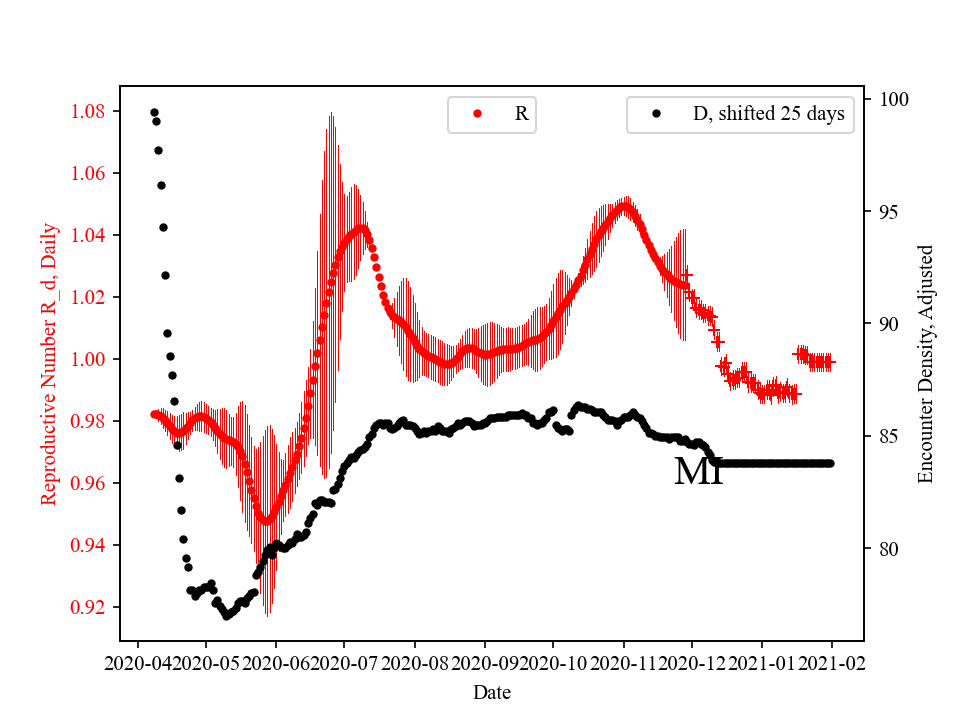 R
D, shifted 25 days
1.08
1.06
1.04
1.02
1.00
0.98
0.96
0.94
0.92
Reproductive Number R_d, Daily
100
95
90
85
80
Encounter Density, Adjusted
MI
2020-04 2020-05 2020-06 2020-07 2020-08 2020-09 2020-10 2020-11 2020-12 2021-01 2021-02
Date